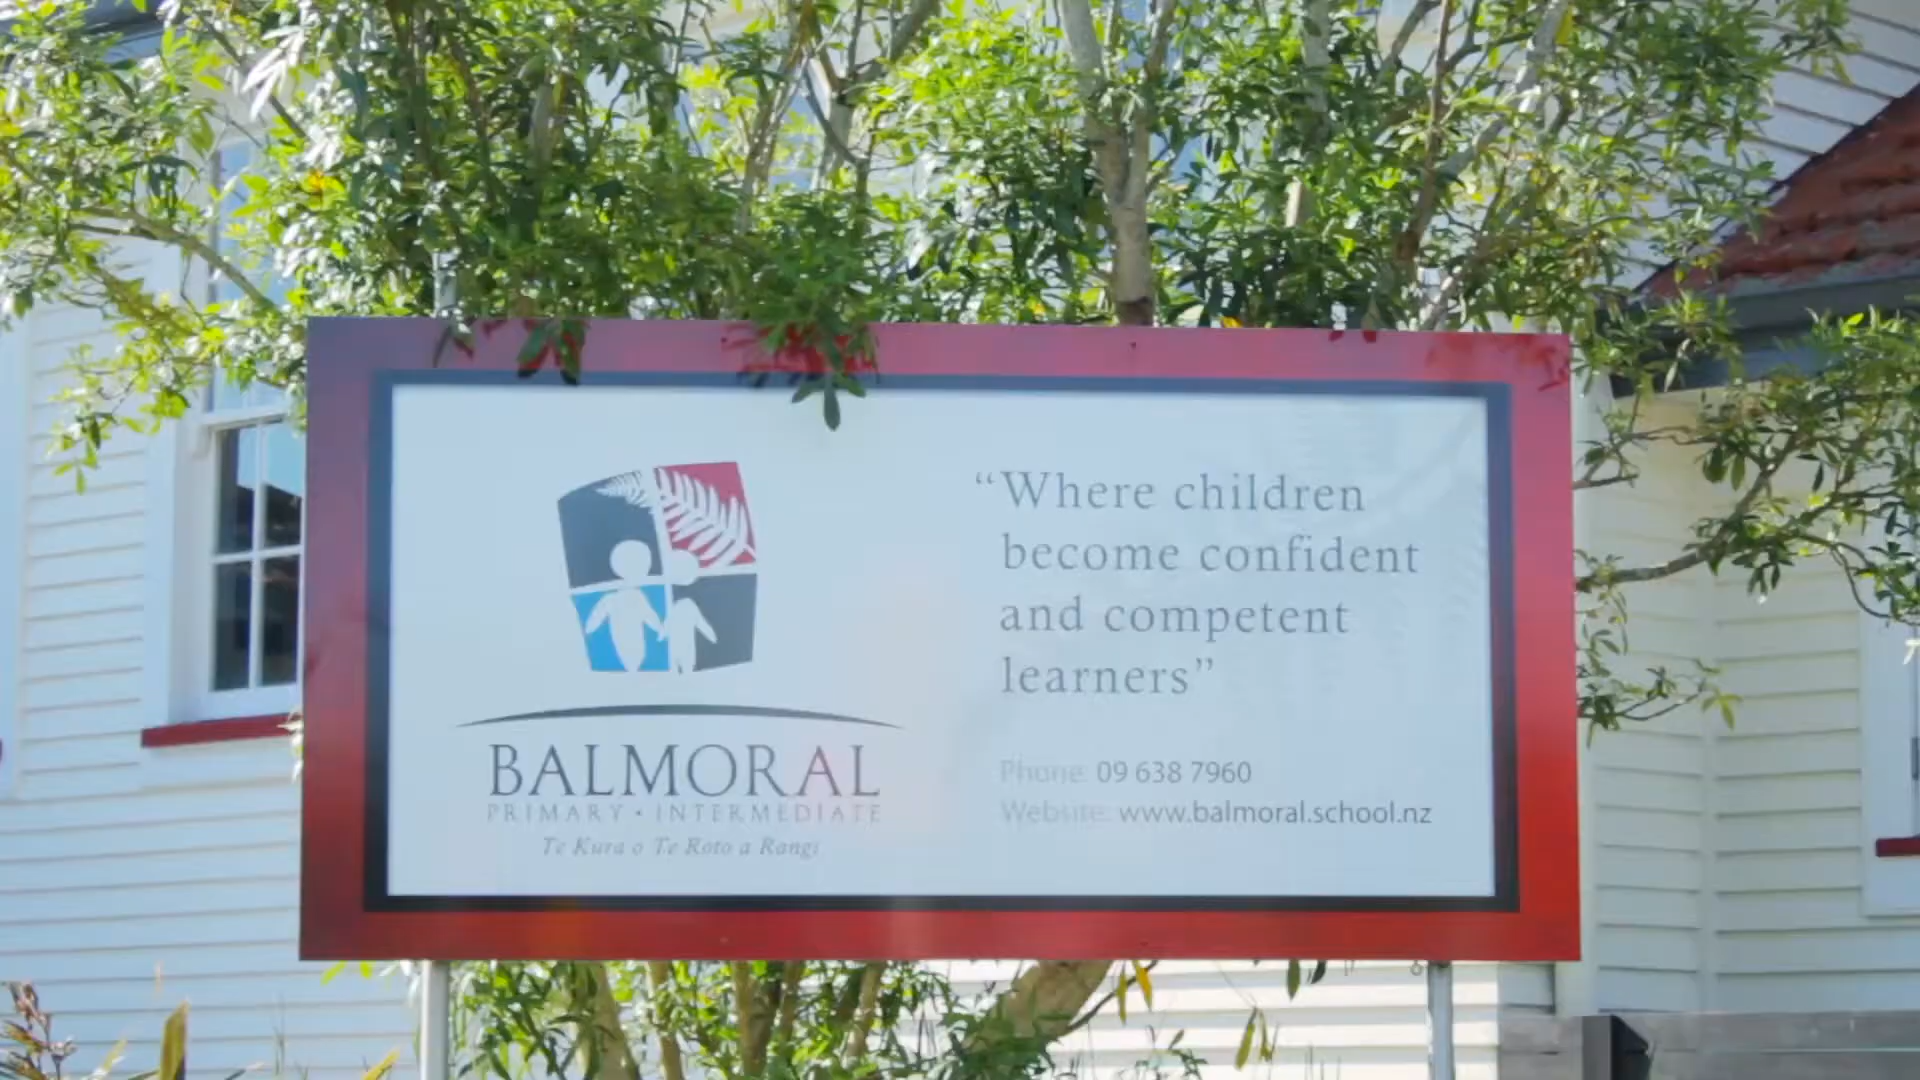 BALMORAL
PRIMARY • INTERMEDIATE
Te Kura o Te Roto a Rangi
“Where children
become confident
and competent
learners”
Phone: 09 638 7960
Website: www.balmoral.school.nz